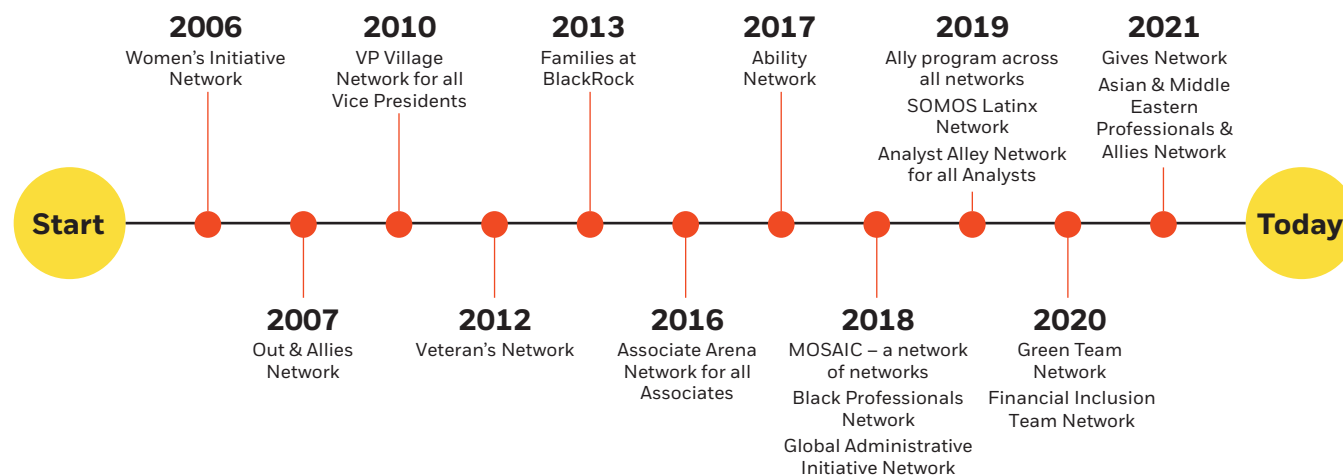 2006
Women's Initiative
Network
2010
VP Village
Network for all
Vice Presidents
2013
Families at
BlackRock
2017
Ability
Network
2019
Ally program across
all networks
SOMOS Latinx
Network
Analyst Alley Network
for all Analysts
2021
Gives Network
Asian & Middle
Eastern
Professionals &
Allies Network
Start
Today
2007
Out & Allies
Network
2012
Veteran's Network
2016
Associate Arena
Network for all
Associates
2018
MOSAIC – a network
of networks
Black Professionals
Network
Global Administrative
Initiative Network
2020
Green Team
Network
Financial Inclusion
Team Network